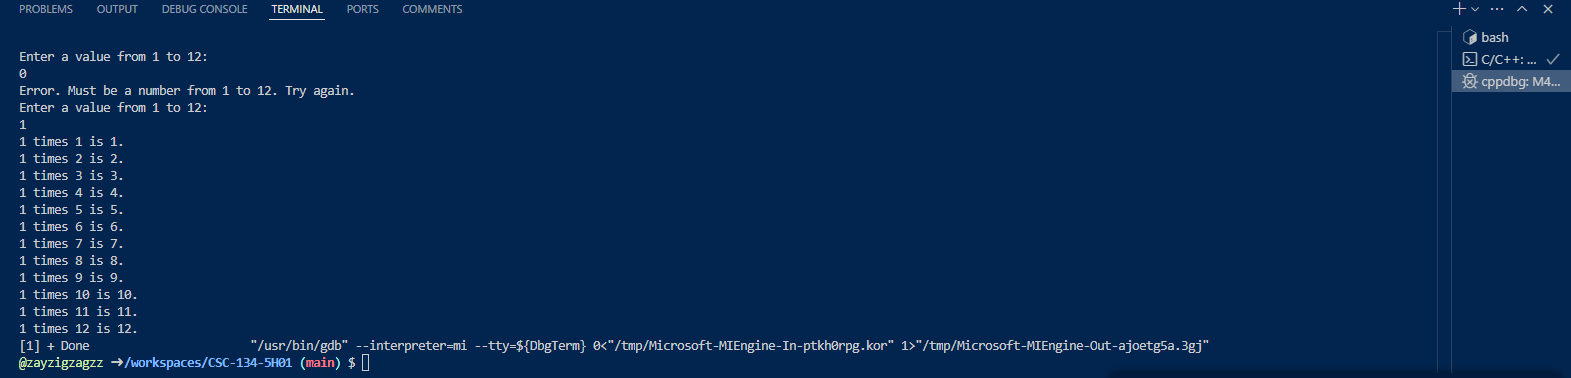 PROBLEMS OUTPUT DEBUG CONSOLE TERMINAL PORTS COMMENTS
Enter a value from 1 to 12:
0
Error. Must be a number from 1 to 12. Try again.
Enter a value from 1 to 12:
1
1 times 1 is 1.
1 times 2 is 2.
1 times 3 is 3.
1 times 4 is 4.
1 times 5 is 5.
1 times 6 is 6.
1 times 7 is 7.
1 times 8 is 8.
1 times 9 is 9.
1 times 10 is 10.
1 times 11 is 11.
1 times 12 is 12.
[1] + Done "/usr/bin/gdb" --interpreter=mi --tty=${DbgTerm} 0<"/tmp/Microsoft-MIEngine-In-ptkh0rpg.kor" 1>"/tmp/Microsoft-MIEngine-Out-ajoetg5a.3gj"
@zayzigzagzz ➜/workspaces/CSC-134-5H01 (main) $
bash
C/C++: ...
cppdbg: M4...